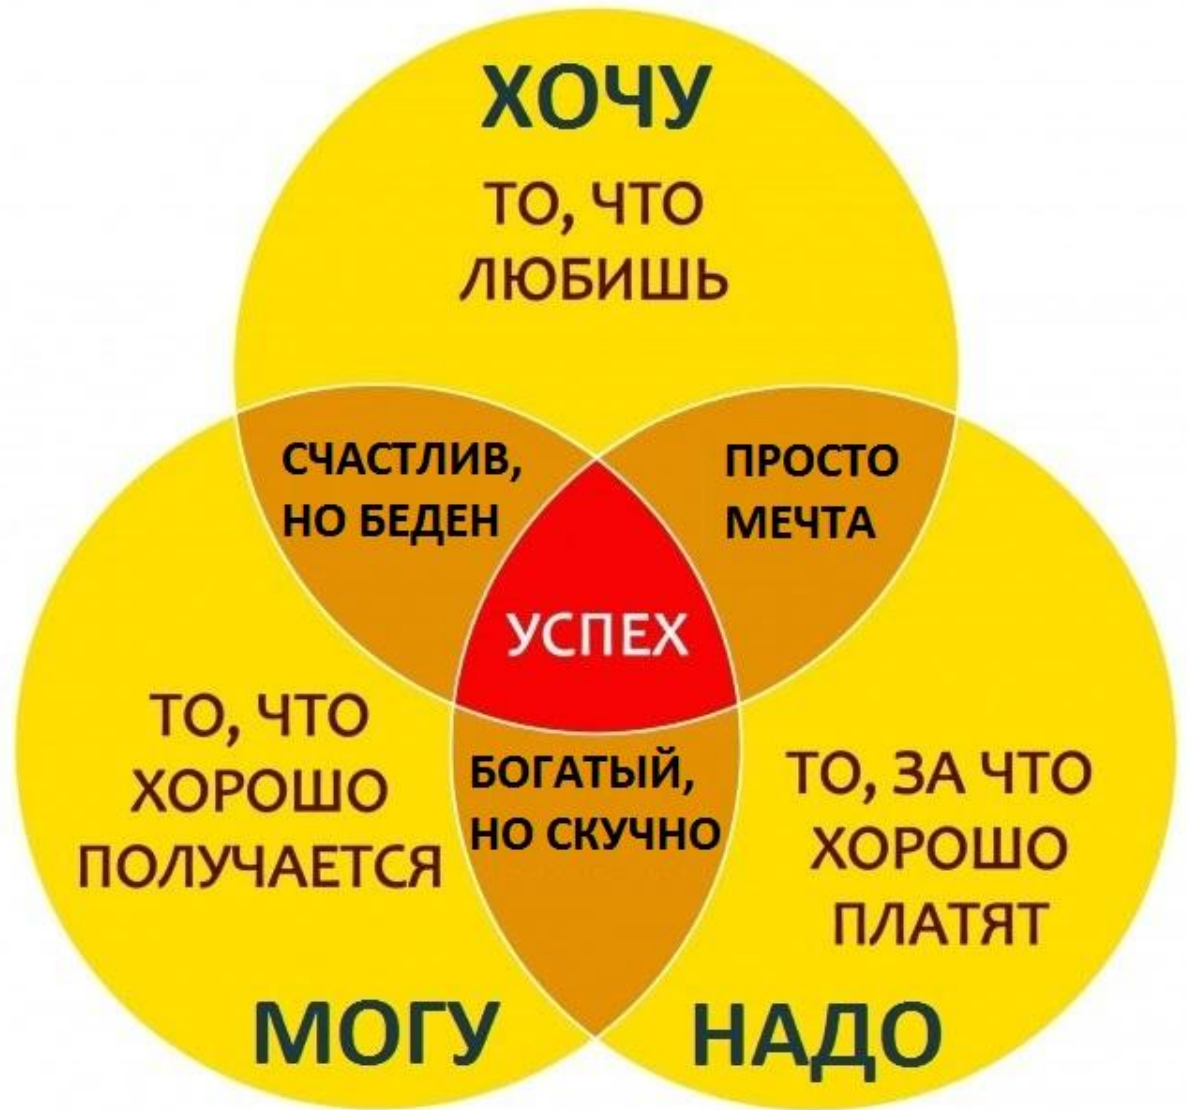 ХОЧУ
ТО, ЧТО
ЛЮБИШЬ
СЧАСТЛИВ,
НО БЕДЕН
ПРОСТО
МЕЧТА
УСПЕХ
ТО, ЧТО
ХОРОШО
ПОЛУЧАЕТСЯ
БОГАТЫЙ,
НО СКУЧНО
ТО, ЗА ЧТО
ХОРОШО
ПЛАТЯТ
МОГУ
НАДО